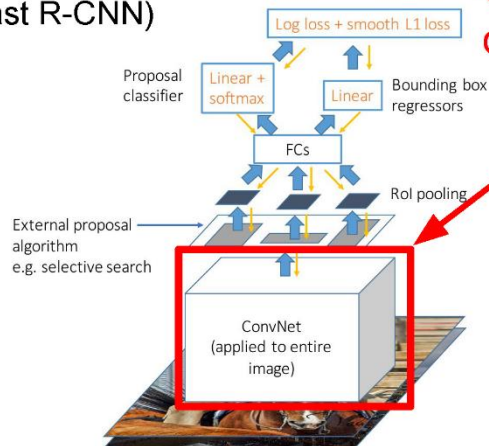 ast R-CNN)
Log loss + smooth L1 loss
Proposal
classifier
Linear +
softmax
Linear
Bounding box
regressors
FCs
RoI pooling
External proposal
algorithm
e.g. selective search
ConvNet
(applied to entire
image)